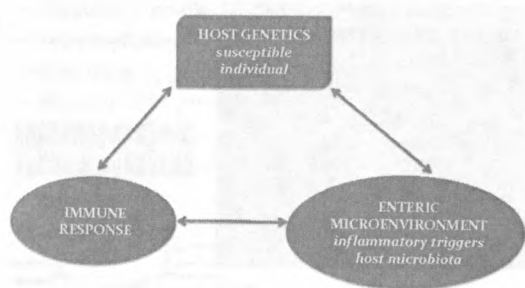 HOST GENETICS
susceptible
individual
IMMUNE
RESPONSE
ENTERIC
MICROENVIRONMENT
inflammatory triggers
host microbiota